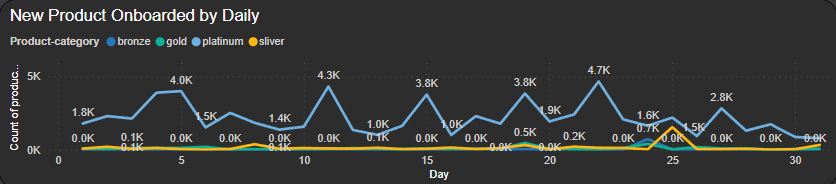 New Product Onboarded by Daily
Product-category bronze gold platinum sliver
Count of produc...
5K
0K
1.8K 4.0K 1.5K 1.4K 4.3K 1.0K 3.8K 1.0K 3.8K 1.9K 4.7K 1.6K 1.5K 2.8K
0.0K 0.1K 0.0K 0.0K 0.0K 0.0K 0.1K 0.0K 0.0K 0.5K 0.0K 0.2K 0.0K 0.7K 0.0K 0.0K 0.0K
0.1K 0.1K 0.0K 0.0K
0 5 10 15 20 25 30
Day